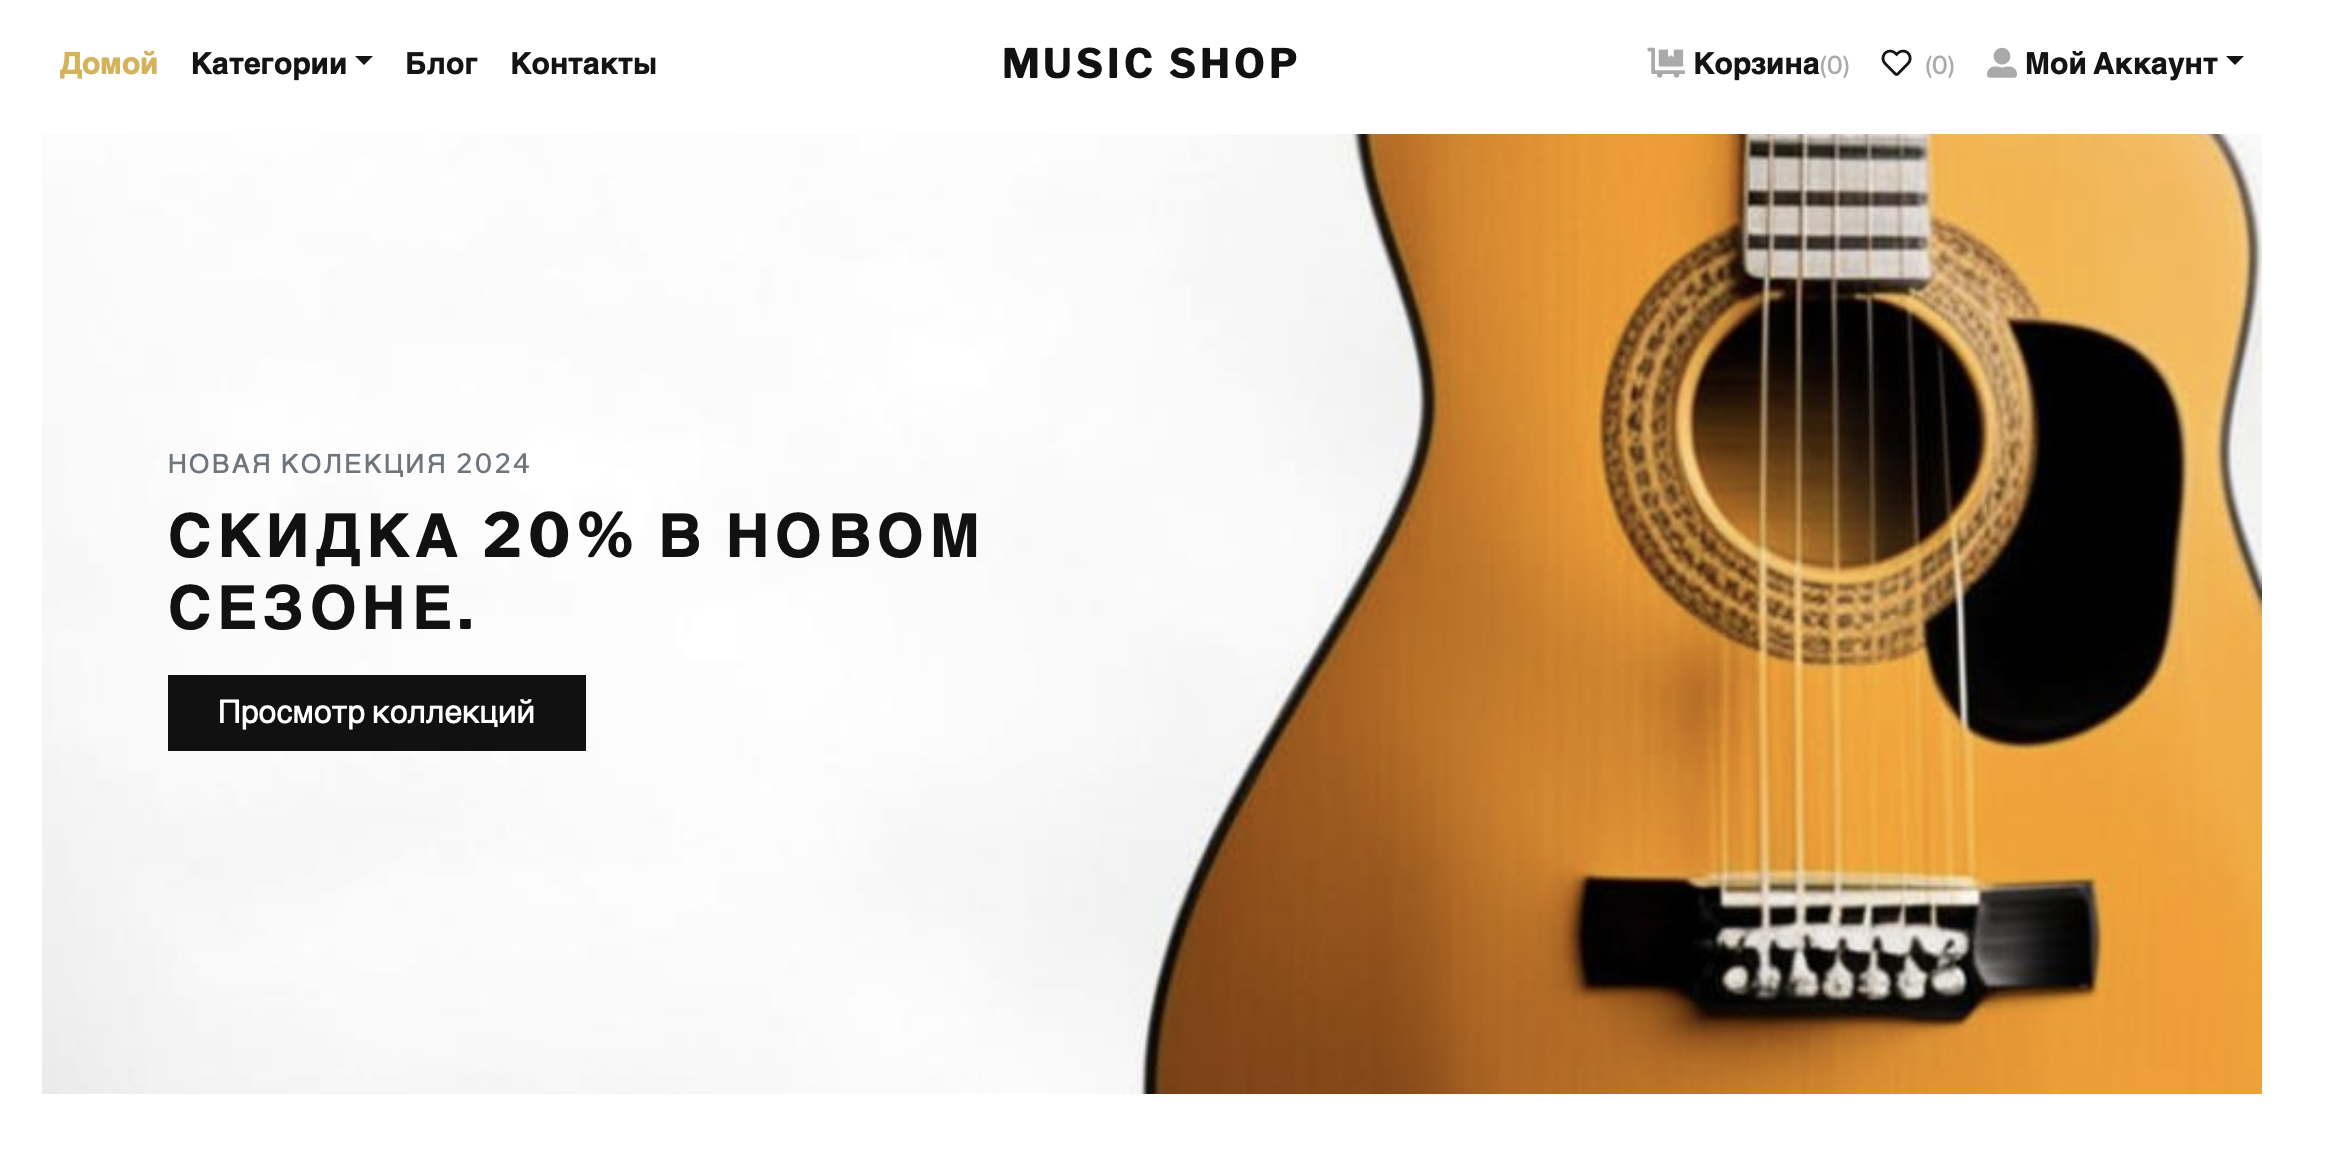 Домой Категории Блог Контакты MUSIC SHOP Корзина(0) (0) Мой Аккаунт
НОВАЯ КОЛЕКЦИЯ 2024
СКИДКА 20% В НОВОМ
СЕЗОНЕ.
Просмотр коллекций